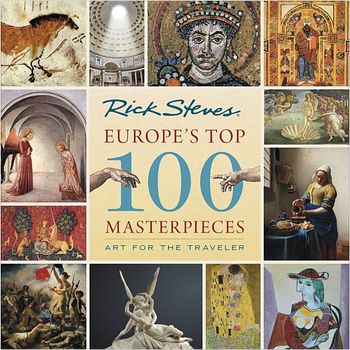 Rick Steves
EUROPE'S TOP
100
MASTERPIECES
ART FOR THE TRAVELER